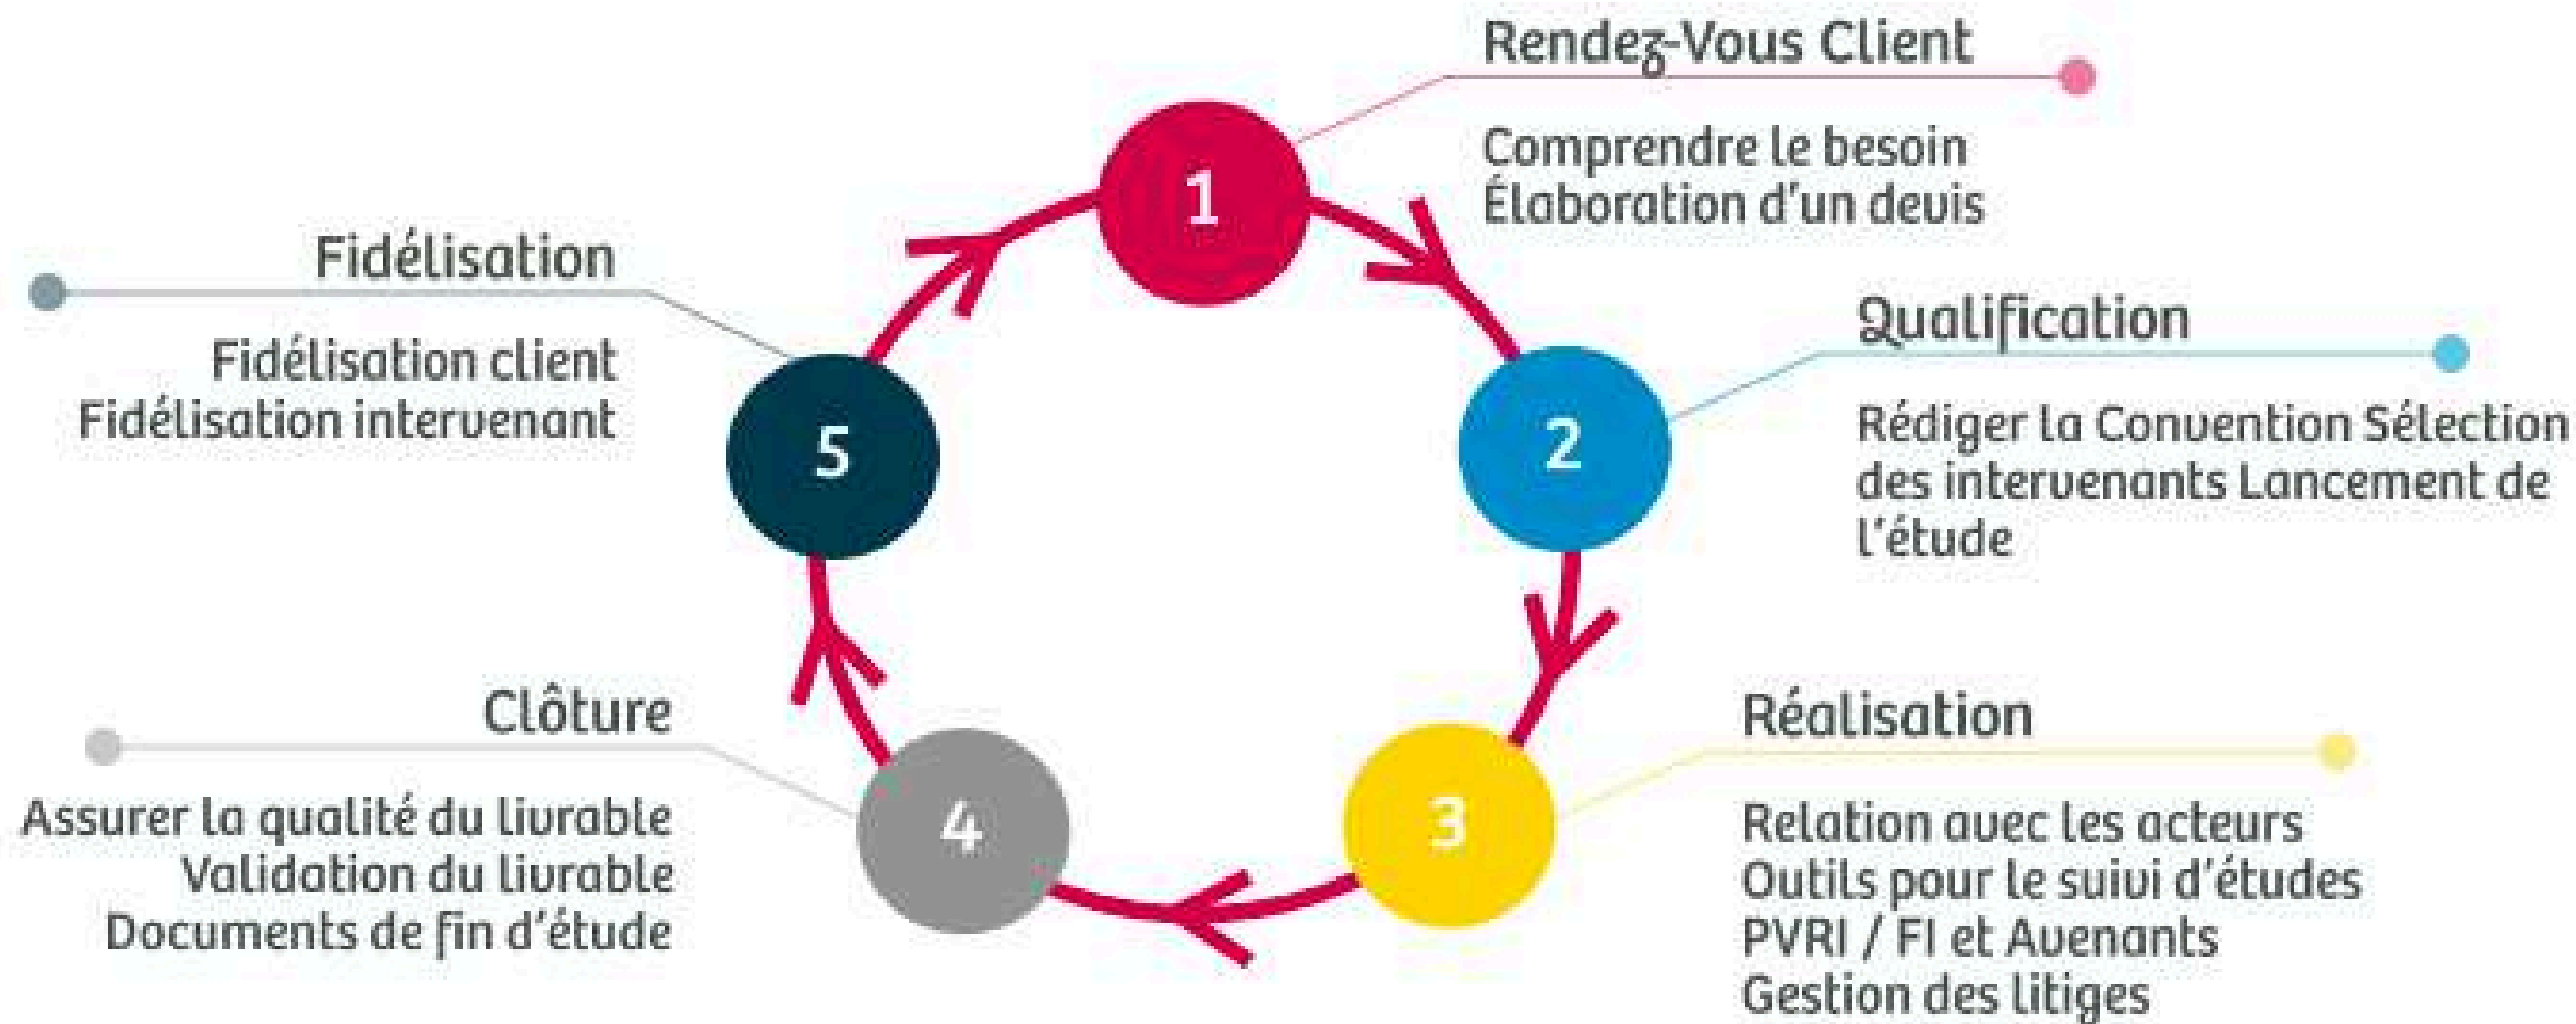 1
Rendez-Vous Client
Comprendre le besoin
Élaboration d'un devis
2
Qualification
Rédiger la Convention Sélection
des intervenants Lancement de
l'étude
3
Réalisation
Relation avec les acteurs
Outils pour le suivi d'études
PVRI / FI et Avenants
Gestion des litiges
4
Clôture
Assurer la qualité du livrable
Validation du livrable
Documents de fin d'étude
5
Fidélisation
Fidélisation client
Fidélisation intervenant